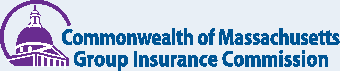 Commonwealth of Massachusetts
Group Insurance Commission